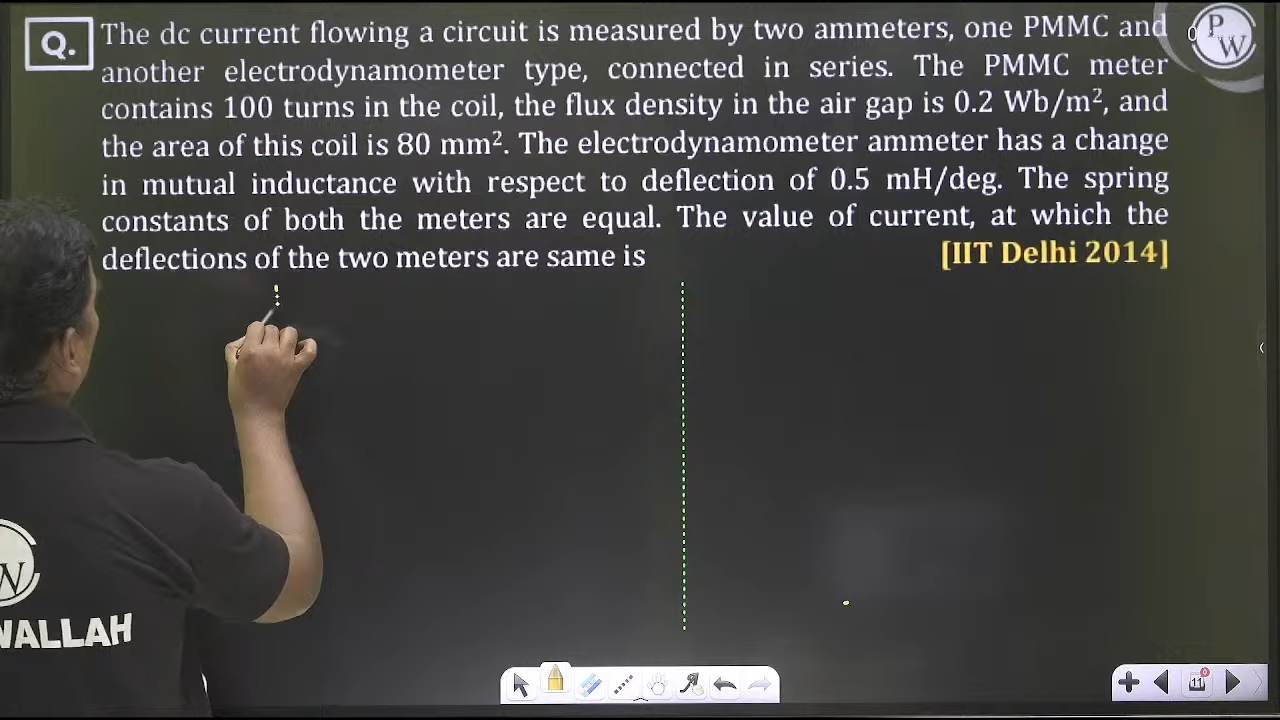 Q. The dc current flowing a circuit is measured by two ammeters, one PMMC and
another electrodynamometer type, connected in series. The PMMC meter
contains 100 turns in the coil, the flux density in the air gap is 0.2 Wb/m², and
the area of this coil is 80 mm². The electrodynamometer ammeter has a change
in mutual inductance with respect to deflection of 0.5 mH/deg. The spring
constants of both the meters are equal. The value of current, at which the
deflections of the two meters are same is [IIT Delhi 2014]
PW
W
WALLAH
11